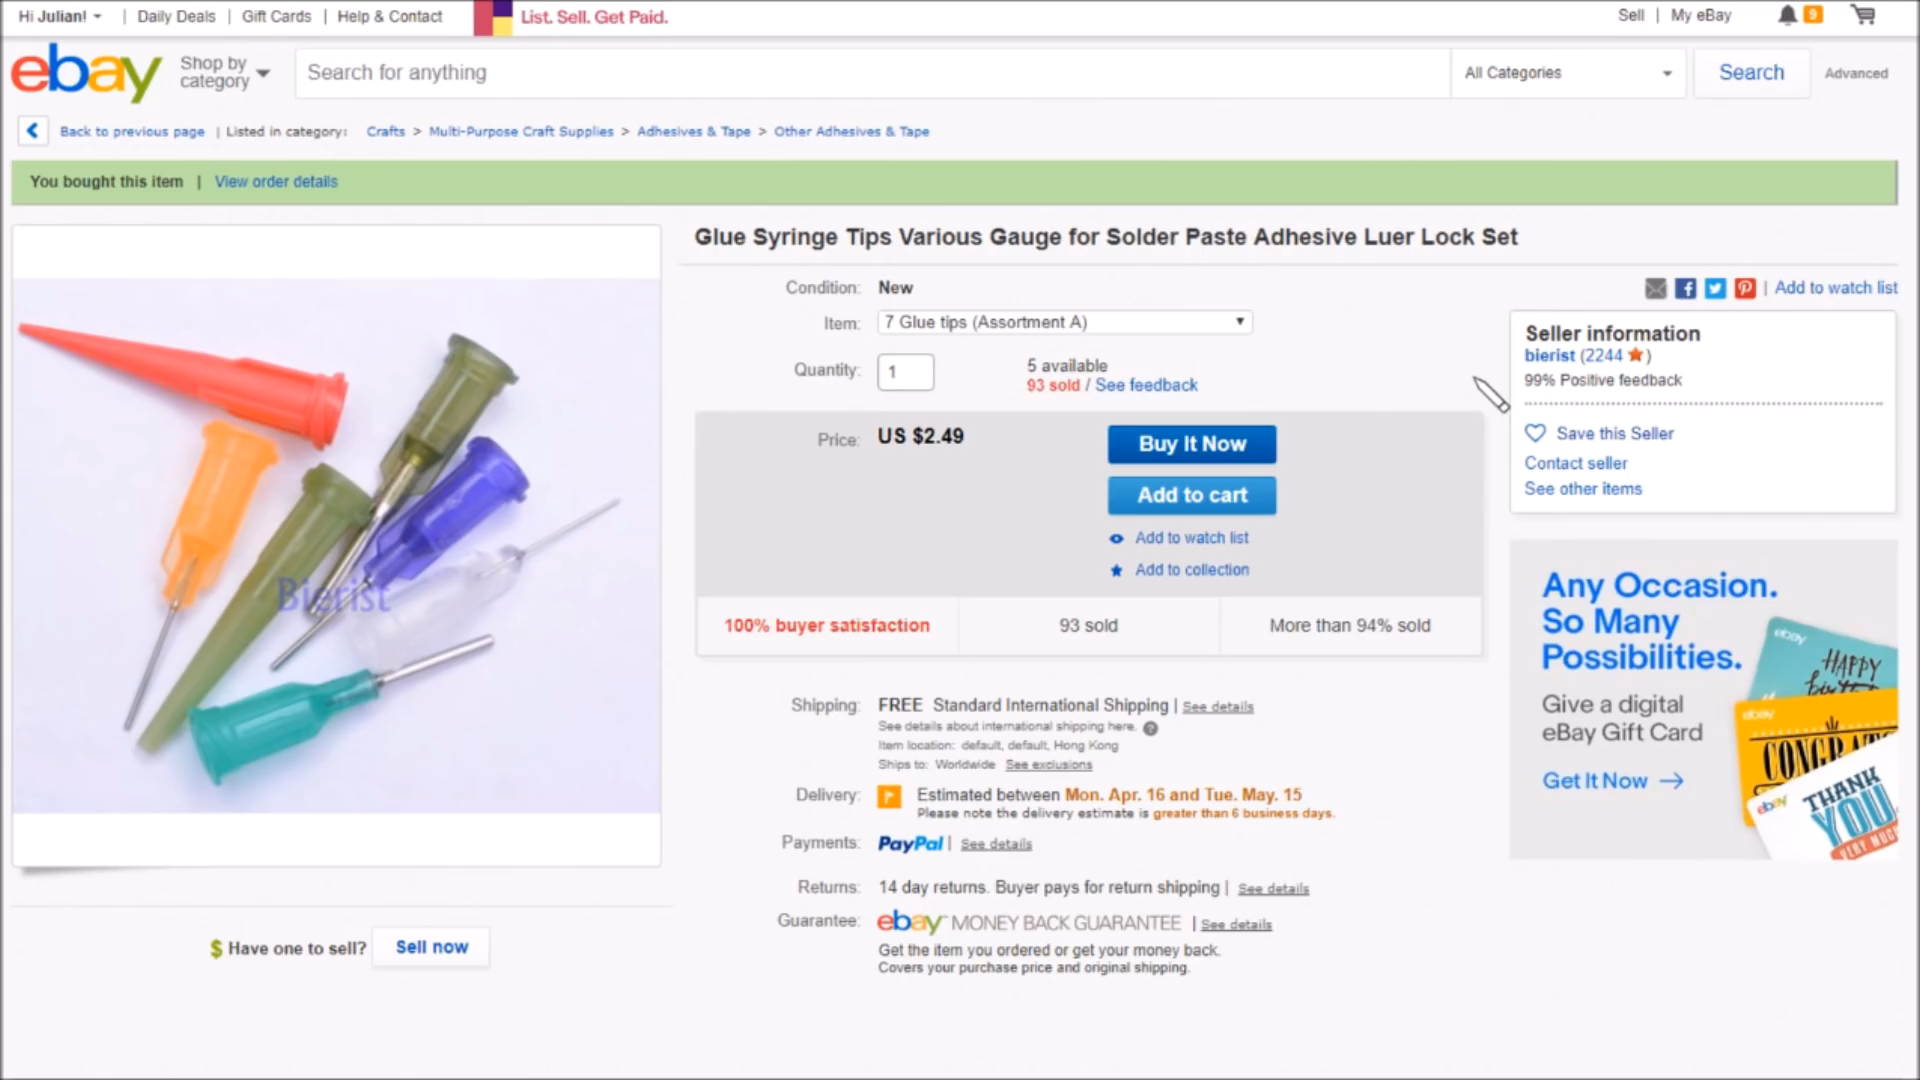 Hi Julian! | Daily Deals | Gift Cards | Help & Contact
List. Sell. Get Paid.
Sell | My eBay 9
ebay
Shop by
category
Search for anything
All Categories
Search
Advanced
Back to previous page | Listed in category: Crafts > Multi-Purpose Craft Supplies > Adhesives & Tape > Other Adhesives & Tape
You bought this item | View order details
Bierist
$ Have one to sell? Sell now
Glue Syringe Tips Various Gauge for Solder Paste Adhesive Luer Lock Set
Condition: New
Item: 7 Glue tips (Assortment A)
Quantity: 1
5 available
93 sold / See feedback
Price: US $2.49
Buy It Now
Add to cart
Add to watch list
Add to collection
100% buyer satisfaction
93 sold
More than 94% sold
Shipping: FREE Standard International Shipping | See details
See details about international shipping here. ?
Item location: default, default, Hong Kong
Ships to: Worldwide See exclusions
Delivery: Estimated between Mon. Apr. 16 and Tue. May. 15
Please note the delivery estimate is greater than 6 business days.
Payments: PayPal | See details
Returns: 14 day returns. Buyer pays for return shipping | See details
Guarantee: ebay MONEY BACK GUARANTEE | See details
Get the item you ordered or get your money back.
Covers your purchase price and original shipping.
| Add to watch list
Seller information
bierist (2244 )
99% Positive feedback
Save this Seller
Contact seller
See other items
Any Occasion.
So Many
Possibilities.
Give a digital
eBay Gift Card
Get It Now →
ebay
HAPPY
ebay
ebay
THANK
YOU
VERY MUCH